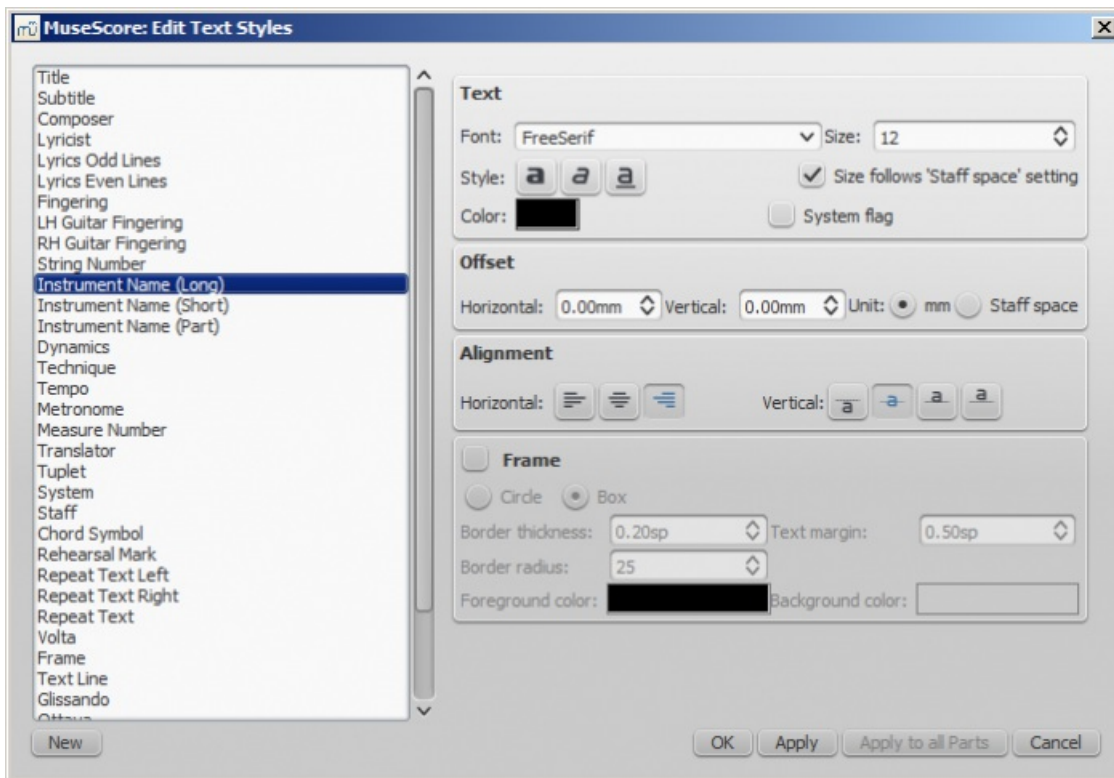 MuseScore: Edit Text Styles
Title
Subtitle
Composer
Lyricist
Lyrics Odd Lines
Lyrics Even Lines
Fingering
LH Guitar Fingering
RH Guitar Fingering
String Number
Instrument Name (Long)
Instrument Name (Short)
Instrument Name (Part)
Dynamics
Technique
Tempo
Metronome
Measure Number
Translator
Tuplet
System
Staff
Chord Symbol
Rehearsal Mark
Repeat Text Left
Repeat Text Right
Repeat Text
Volta
Frame
Text Line
Glissando
Ottava
New
Text
Font: FreeSerif Size: 12
Style: a a a Size follows 'Staff space' setting
Color: System flag
Offset
Horizontal: 0.00mm Vertical: 0.00mm Unit: mm Staff space
Alignment
Horizontal: Vertical: a a a a
Frame
Circle Box
Border thickness: 0.20sp Text margin: 0.50sp
Border radius: 25
Foreground color: Background color:
OK Apply Apply to all Parts Cancel